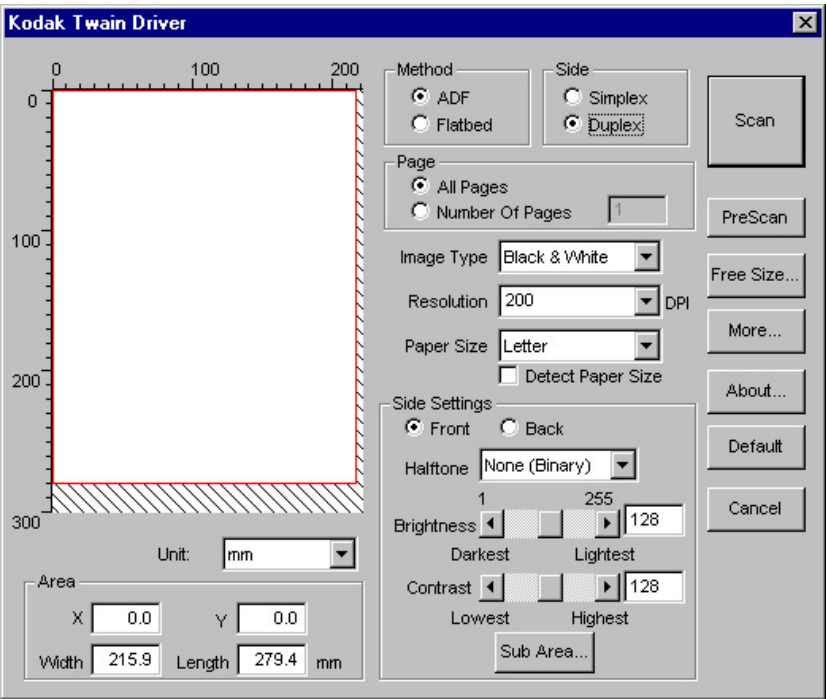 Kodak Twain Driver
0 100 200
0
100
200
300
Unit: mm
Area
X 0.0 Y 0.0
Width 215.9 Length 279.4 mm
Method
ADF
Flatbed
Side
Simplex
Duplex
Page
All Pages
Number Of Pages 1
Image Type Black & White
Resolution 200 DPI
Paper Size Letter
Detect Paper Size
Side Settings
Front Back
Halftone None (Binary)
1 255
Brightness 128
Darkest Lightest
Contrast 128
Lowest Highest
Sub Area...
Scan
PreScan
Free Size...
More...
About...
Default
Cancel